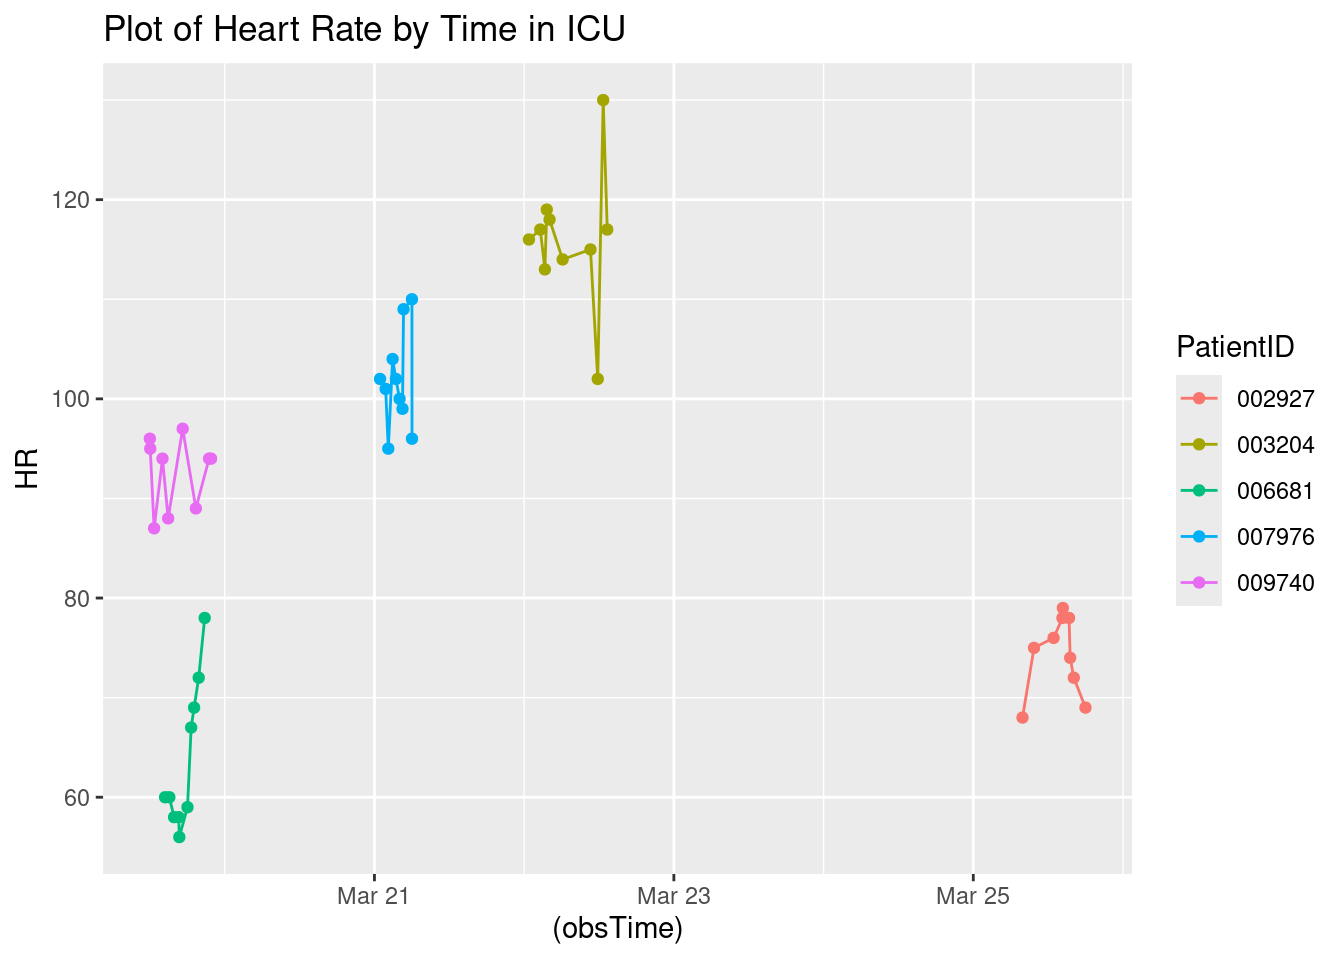 Plot of Heart Rate by Time in ICU
120
100
80
60
HR
Mar 21
Mar 23
Mar 25
(obsTime)
PatientID
002927
003204
006681
007976
009740